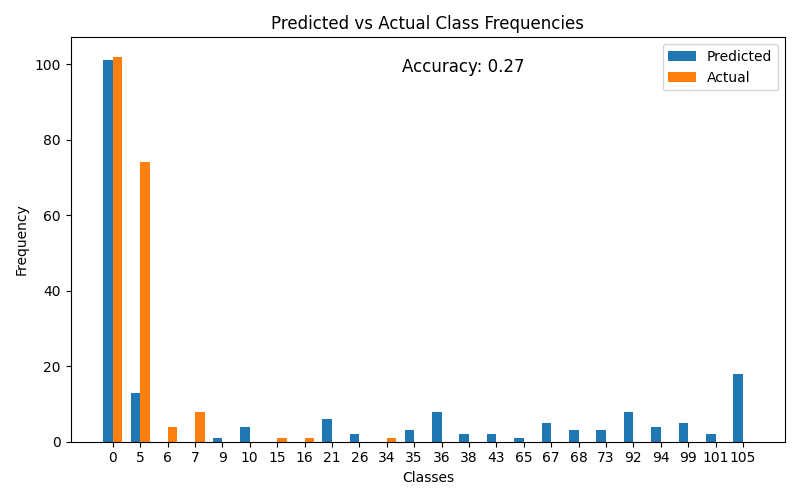 Predicted vs Actual Class Frequencies
Accuracy: 0.27
Predicted
Actual
Frequency
100
80
60
40
20
0
0 5 6 7 9 10 15 16 21 26 34 35 36 38 43 65 67 68 73 92 94 99 101 105
Classes